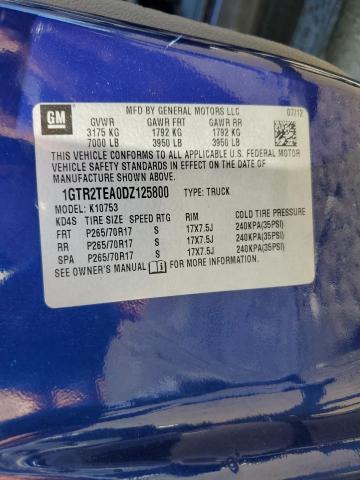 GM
MFD BY GENERAL MOTORS LLC 07/12
GVWR GAWR FRT GAWR RR
3175 KG 1792 KG 1792 KG
7000 LB 3950 LB 3950 LB
THIS VEHICLE CONFORMS TO ALL APPLICABLE U.S. FEDERAL MOTOR
VEHICLE SAFETY STANDARDS IN EFFECT ON THE DATE OF
MANUFACTURE SHOWN ABOVE.
1GTR2TEA0DZ125800 TYPE: TRUCK
MODEL: K10753
KD4S TIRE SIZE SPEED RTG RIM COLD TIRE PRESSURE
FRT P265/70R17 S 17X7.5J 240KPA(35PSI)
RR P265/70R17 S 17X7.5J 240KPA(35PSI)
SPA P265/70R17 S 17X7.5J 240KPA(35PSI)
SEE OWNER'S MANUAL FOR MORE INFORMATION.